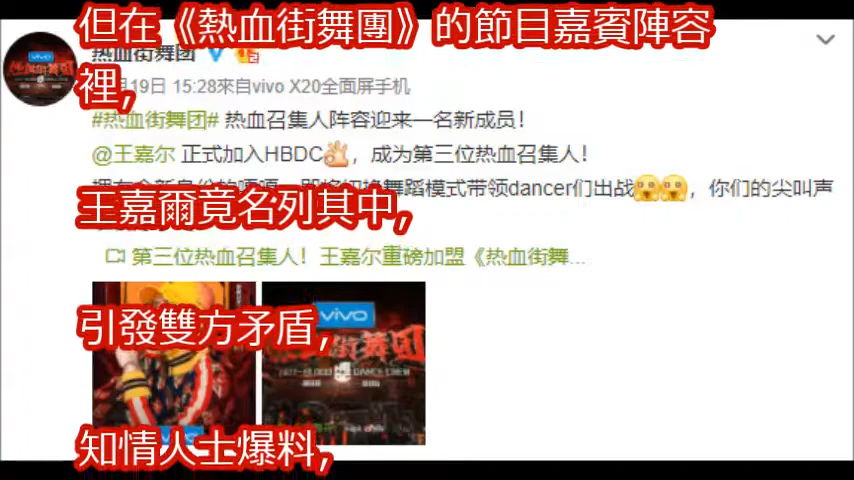 但在《熱血街舞團》的節目嘉賓陣容
热血街舞团
裡，
月19日 15:28來自vivo X20全面屏手机
#热血街舞团# 热血召集人阵容迎来一名新成员！
@王嘉尔 正式加入HBDC ，成为第三位热血召集人！
舞蹈模式带领dancer们出战 ，你们的尖叫声
王嘉爾竟名列其中，
第三位热血召集人！王嘉尔重磅加盟《热血街舞...
vivo
引發雙方矛盾，
知情人士爆料，